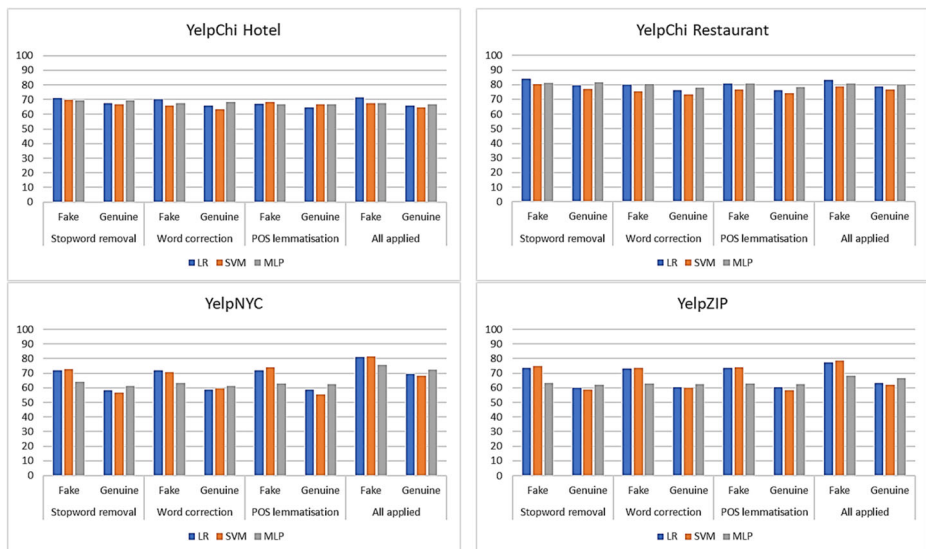 YelpChi Hotel
100
90
80
70
60
50
40
30
20
10
0
Fake Genuine Fake Genuine Fake Genuine Fake Genuine
Stopword removal Word correction POS lemmatisation All applied
LR SVM MLP
YelpChi Restaurant
100
90
80
70
60
50
40
30
20
10
0
Fake Genuine Fake Genuine Fake Genuine Fake Genuine
Stopword removal Word correction POS lemmatisation All applied
LR SVM MLP
YelpNYC
100
90
80
70
60
50
40
30
20
10
0
Fake Genuine Fake Genuine Fake Genuine Fake Genuine
Stopword removal Word correction POS lemmatisation All applied
LR SVM MLP
YelpZIP
100
90
80
70
60
50
40
30
20
10
0
Fake Genuine Fake Genuine Fake Genuine Fake Genuine
Stopword removal Word correction POS lemmatisation All applied
LR SVM MLP